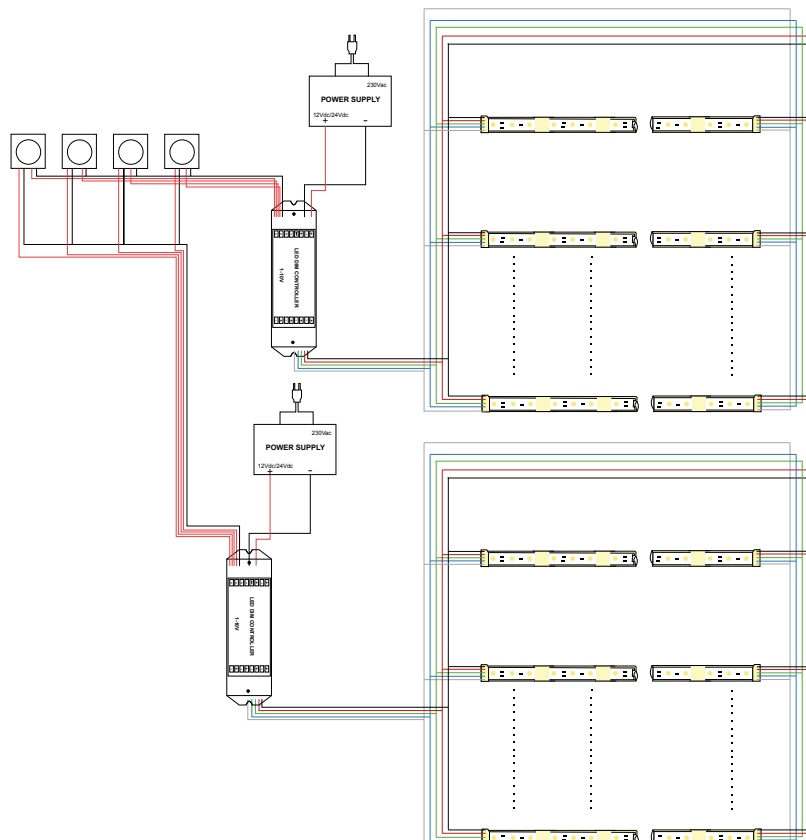 230Vac
POWER SUPPLY
12Vdc/24Vdc
+ -
LED DIM CONTROLLER
1-10V
230Vac
POWER SUPPLY
12Vdc/24Vdc
+ -
LED DIM CONTROLLER
1-10V